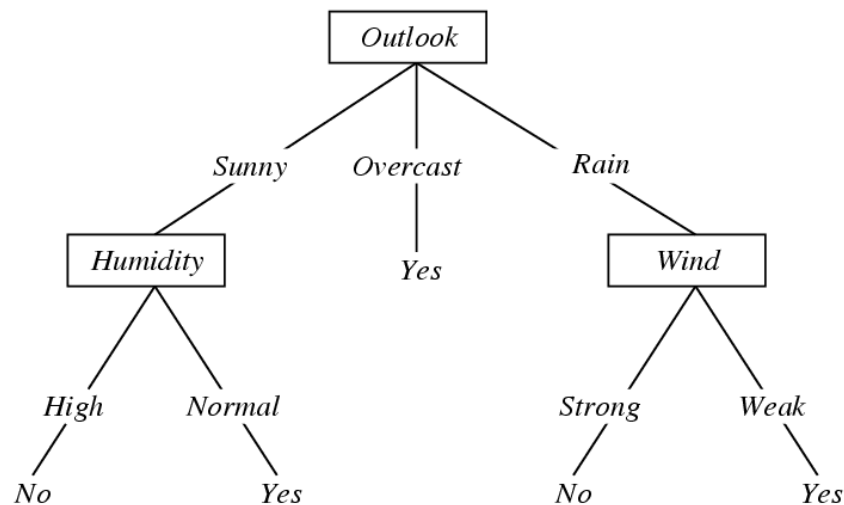 Outlook
Sunny Overcast Rain
Humidity Yes Wind
High Normal Strong Weak
No Yes No Yes